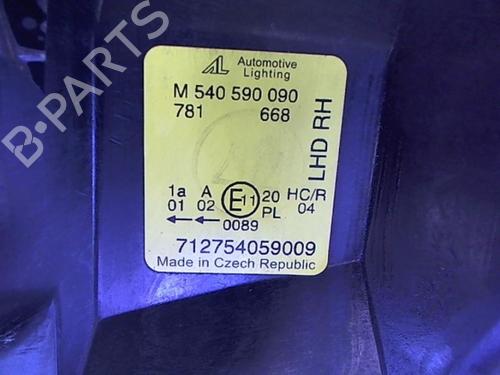 B-PARTS
AL Automotive
Lighting
M 540 590 090
781 668
LHD RH
1a A E11 20 HC/R
01 02 PL 04
0089
712754059009
Made in Czech Republic